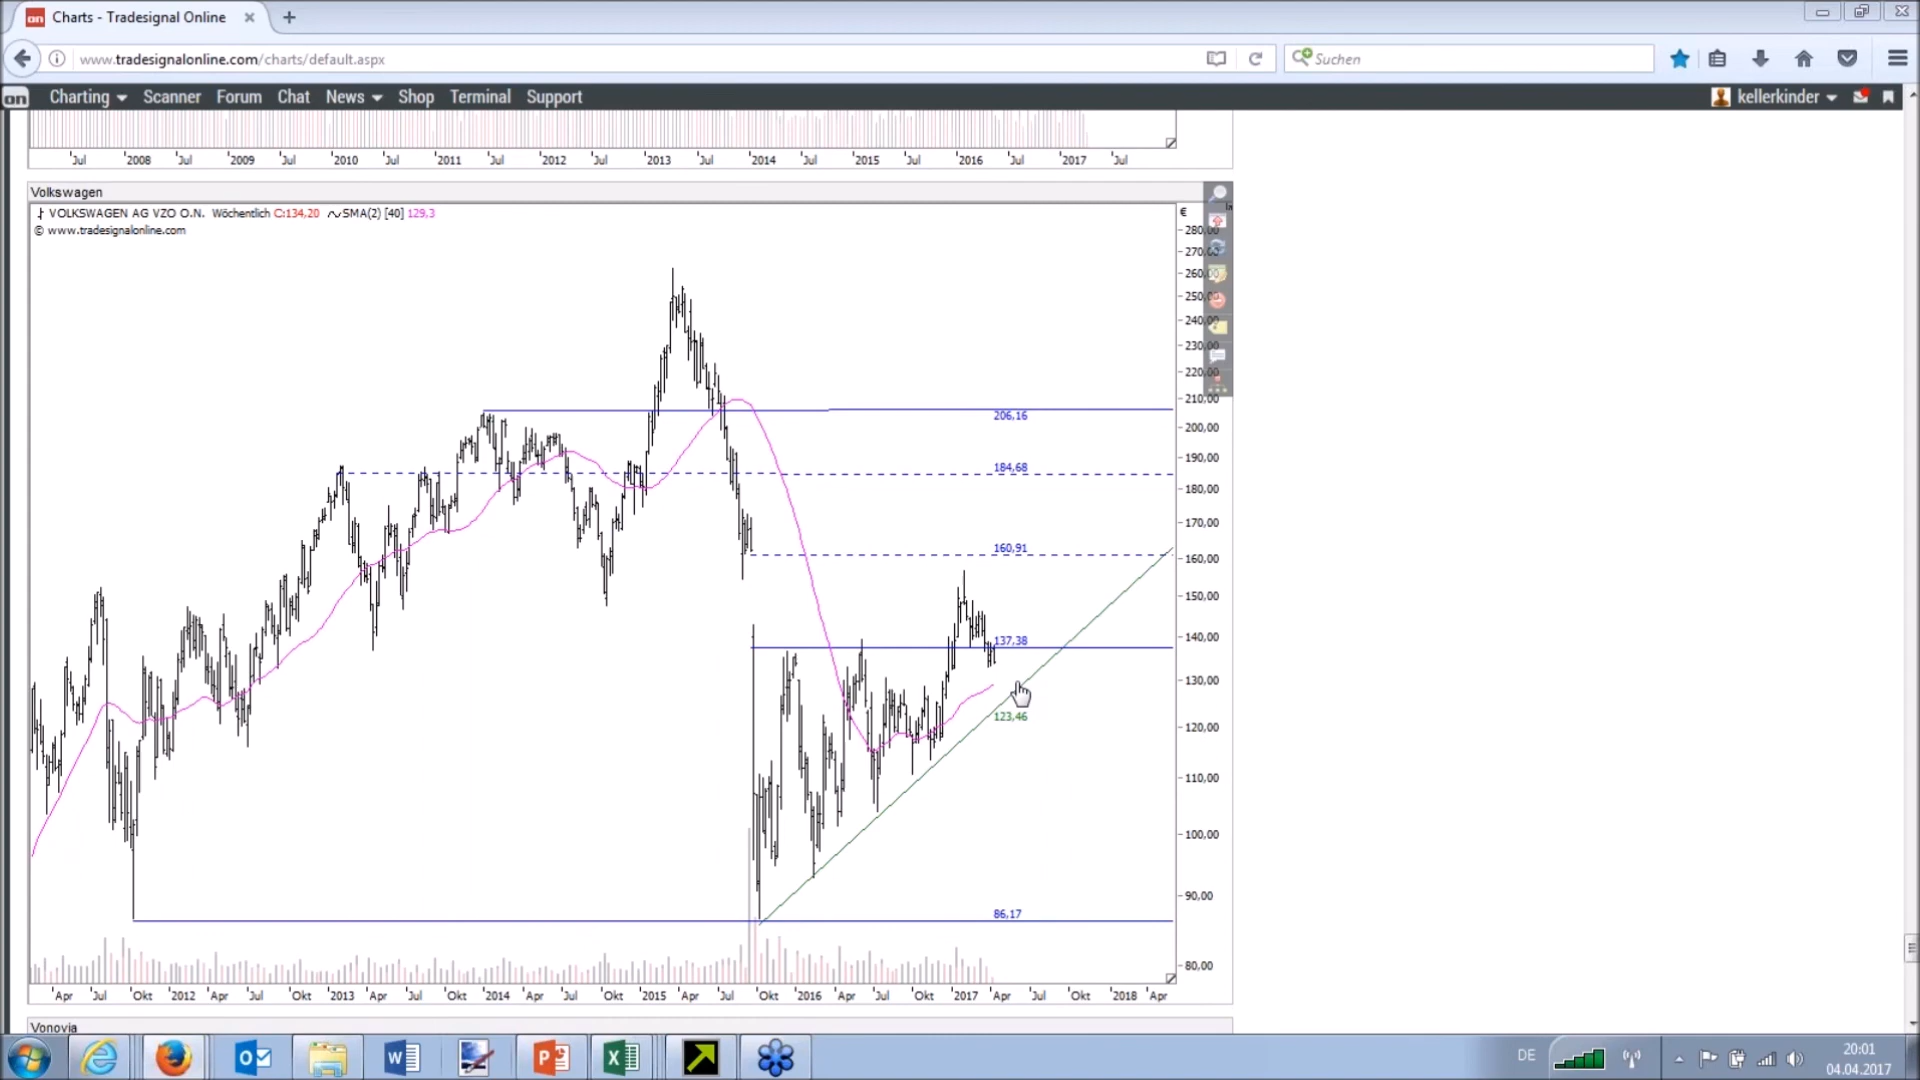 Charts - Tradesignal Online
www.tradesignalonline.com/charts/default.aspx
Suchen
on Charting Scanner Forum Chat News Shop Terminal Support kellerkinder
Jul 2008 Jul 2009 Jul 2010 Jul 2011 Jul 2012 Jul 2013 Jul 2014 Jul 2015 Jul 2016 Jul 2017 Jul
Volkswagen
VOLKSWAGEN AG VZO O.N. Wöchentlich C:134,20 SMA(2) [40] 129,3
© www.tradesignalonline.com
€
280,00
270,00
260,00
250,00
240,00
230,00
220,00
210,00
206,16
200,00
190,00
184,68
180,00
170,00
160,91
160,00
150,00
140,00
137,38
130,00
123,46
120,00
110,00
100,00
90,00
86,17
80,00
Apr Jul Okt 2012 Apr Jul Okt 2013 Apr Jul Okt 2014 Apr Jul Okt 2015 Apr Jul Okt 2016 Apr Jul Okt 2017 Apr Jul Okt 2018 Apr
Vonovia
DE
20:01
04.04.2017